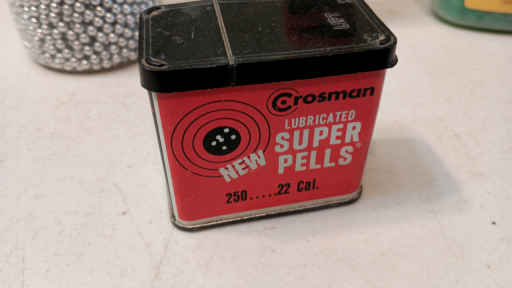 Crosman
LUBRICATED
SUPER
PELLS®
NEW
250.....22 Cal.